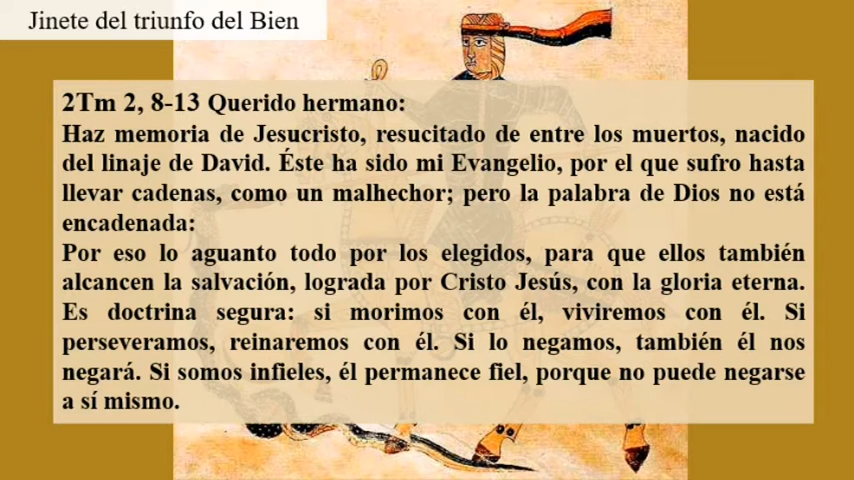 Jinete del triunfo del Bien
2Tm 2, 8-13 Querido hermano:
Haz memoria de Jesucristo, resucitado de entre los muertos, nacido
del linaje de David. Éste ha sido mi Evangelio, por el que sufro hasta
llevar cadenas, como un malhechor; pero la palabra de Dios no está
encadenada:
Por eso lo aguanto todo por los elegidos, para que ellos también
alcancen la salvación, lograda por Cristo Jesús, con la gloria eterna.
Es doctrina segura: si morimos con él, viviremos con él. Si
perseveramos, reinaremos con él. Si lo negamos, también él nos
negará. Si somos infieles, él permanece fiel, porque no puede negarse
a sí mismo.